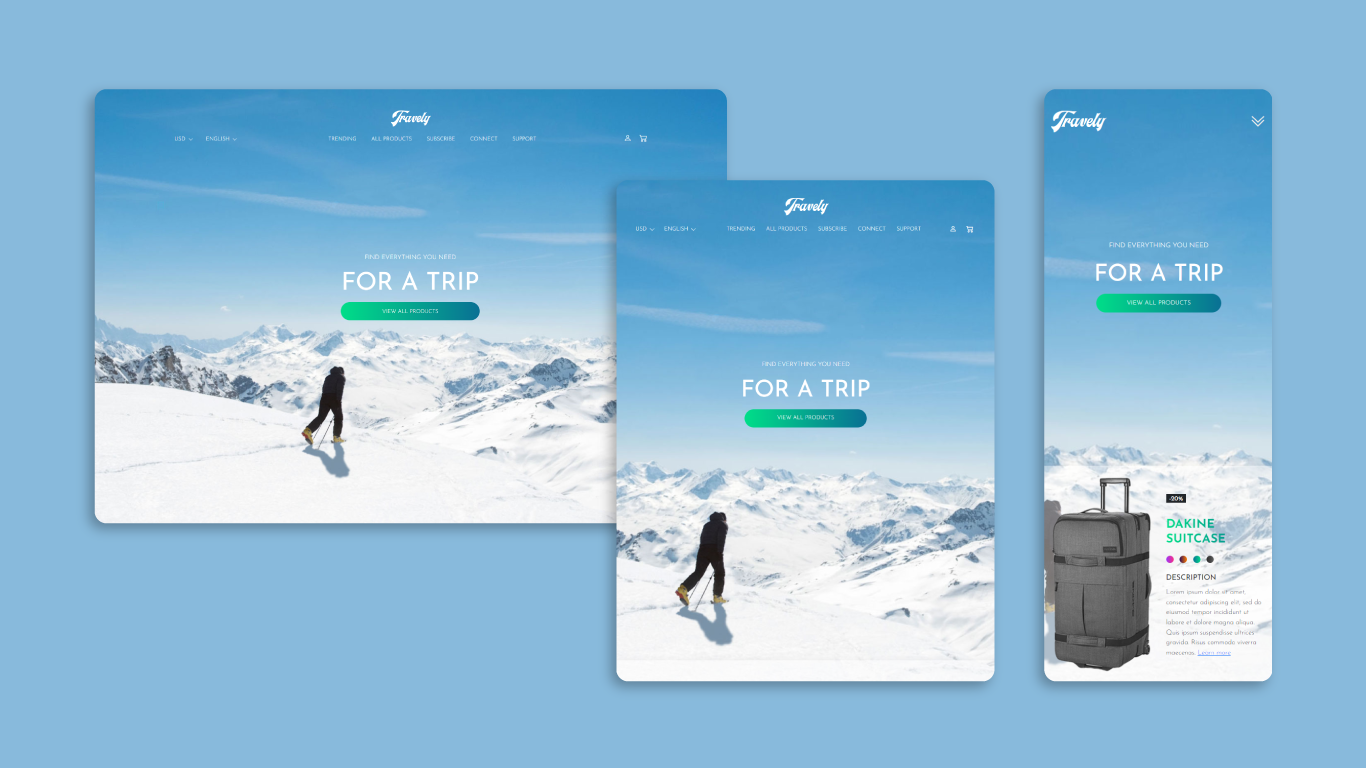 Travely
USD ENGLISH TRENDING ALL PRODUCTS SUBSCRIBE CONNECT SUPPORT
FIND EVERYTHING YOU NEED
FOR A TRIP
VIEW ALL PRODUCTS
Travely
USD ENGLISH TRENDING ALL PRODUCTS SUBSCRIBE CONNECT SUPPORT
FIND EVERYTHING YOU NEED
FOR A TRIP
VIEW ALL PRODUCTS
Travely
FIND EVERYTHING YOU NEED
FOR A TRIP
VIEW ALL PRODUCTS
-20%
DAKINE
SUITCASE
DESCRIPTION
Lorem ipsum dolor sit amet,
consectetur adipiscing elit, sed do
eiusmod tempor incididunt ut
labore et dolore magna aliqua.
Quis ipsum suspendisse ultrices
gravida. Risus commodo viverra
maecenas. Learn more